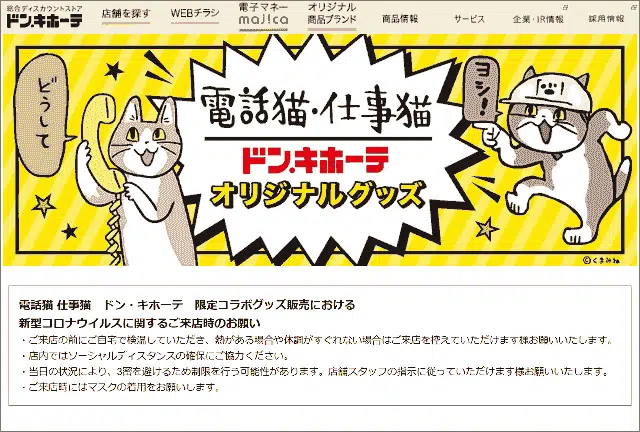 総合ディスカウントストア
ドン.キホーテ
店舗を探す
WEBチラシ
電子マネー
majica
オリジナル
商品ブランド
商品情報
サービス
企業・IR情報
採用情報
どうして
電話猫・仕事猫
ドン.キホーテ
オリジナルグッズ
ヨシ!
©くまみね
電話猫 仕事猫 ドン・キホーテ 限定コラボグッズ販売における
新型コロナウイルスに関するご来店時のお願い
・ご来店の前にご自宅で検温していただき、熱がある場合や体調がすぐれない場合はご来店を控えていただけます様お願いいたします。
・店内ではソーシャルディスタンスの確保にご協力ください。
・当日の状況により、3密を避けるため制限を行う可能性があります。店舗スタッフの指示に従っていただけます様お願いいたします。
・ご来店時にはマスクの着用をお願いします。